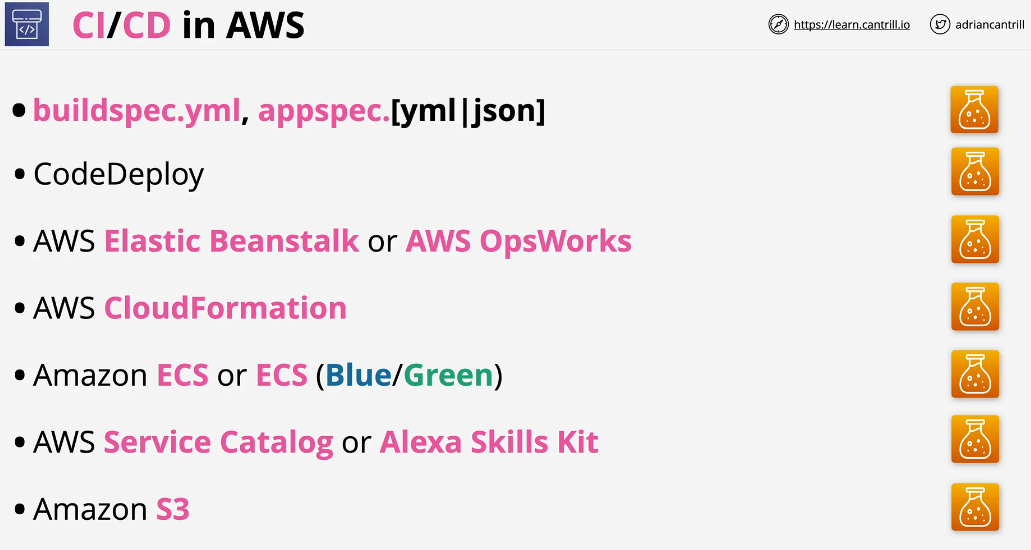 CI/CD in AWS
https://learn.cantrill.io
adriancantrill
• buildspec.yml, appspec.[yml|json]
• CodeDeploy
• AWS Elastic Beanstalk or AWS OpsWorks
• AWS CloudFormation
• Amazon ECS or ECS (Blue/Green)
• AWS Service Catalog or Alexa Skills Kit
• Amazon S3